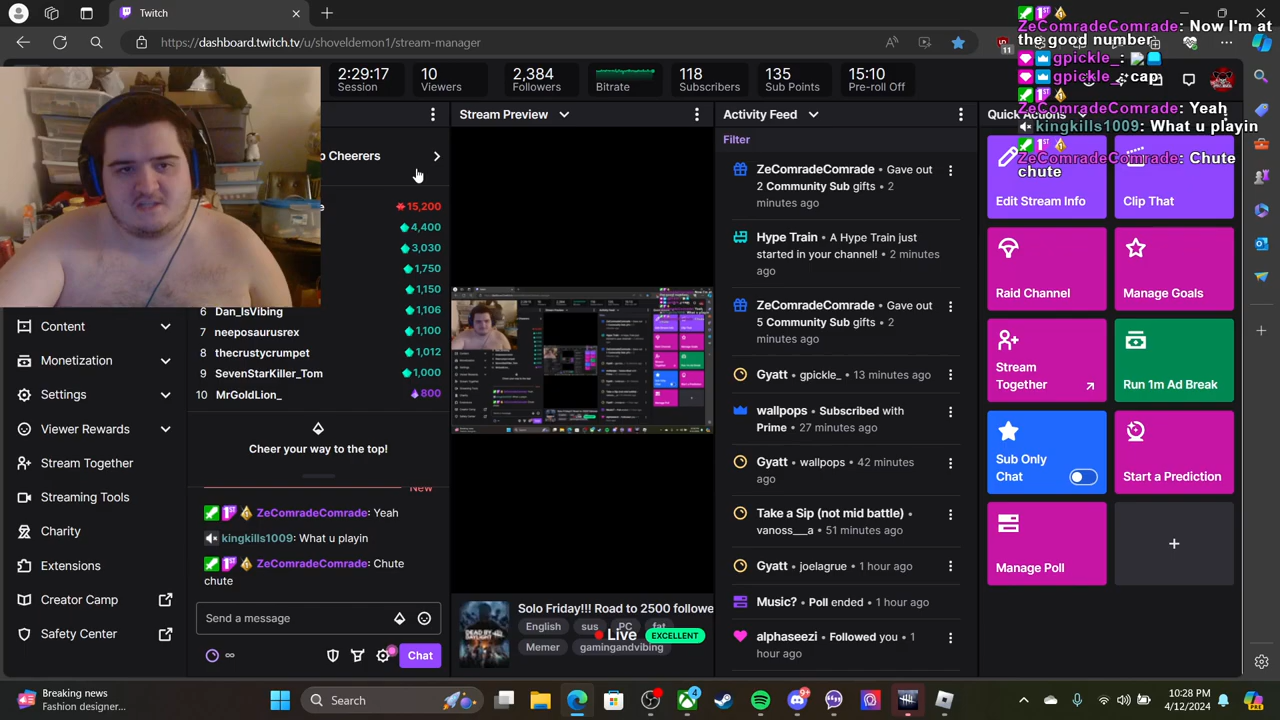 Twitch
https://dashboard.twitch.tv/u/shoveldemon1/stream-manager
11
2:29:17
Session
10
Viewers
2,384
Followers
Bitrate
118
Subscribers
135
Sub Points
15:10
Pre-roll Off
ZeComradeComrade: Now I'm at
the good number
gpickle_:
gpickle_: cap
ZeComradeComrade: Yeah
kingkills1009: What u playin
ZeComradeComrade: Chute
chute
Cheerers
15,200
4,400
3,030
1,750
1,150
6 Dan_IsVibing 1,106
7 neeposaurusrex 1,100
8 thecrustycrumpet 1,012
9 SevenStarKiller_Tom 1,000
10 MrGoldLion_ 800
Cheer your way to the top!
New
ZeComradeComrade: Yeah
kingkills1009: What u playin
ZeComradeComrade: Chute
chute
Send a message
Chat
Content
Monetization
Settings
Viewer Rewards
Stream Together
Streaming Tools
Charity
Extensions
Creator Camp
Safety Center
Stream Preview
DEAD BY DAYLIGHT
Solo Friday!!! Road to 2500 followe
English sus PC fat
Memer gamingandvibing
Live EXCELLENT
Activity Feed
Filter
ZeComradeComrade • Gave out
2 Community Sub gifts • 2
minutes ago
Hype Train • A Hype Train just
started in your channel! • 2 minutes
ago
ZeComradeComrade • Gave out
5 Community Sub gifts • 2
minutes ago
Gyatt • gpickle_ • 13 minutes ago
wallpops • Subscribed with
Prime • 27 minutes ago
Gyatt • wallpops • 42 minutes
ago
Take a Sip (not mid battle) •
vanoss___a • 51 minutes ago
Gyatt • joelagrue • 1 hour ago
Music? • Poll ended • 1 hour ago
alphaseezi • Followed you • 1
hour ago
Quick Actions
Edit Stream Info
Clip That
Raid Channel
Manage Goals
Stream
Together
Run 1m Ad Break
Sub Only
Chat
Start a Prediction
Manage Poll
Breaking news
Fashion designer...
Search
4
10:28 PM
4/12/2024